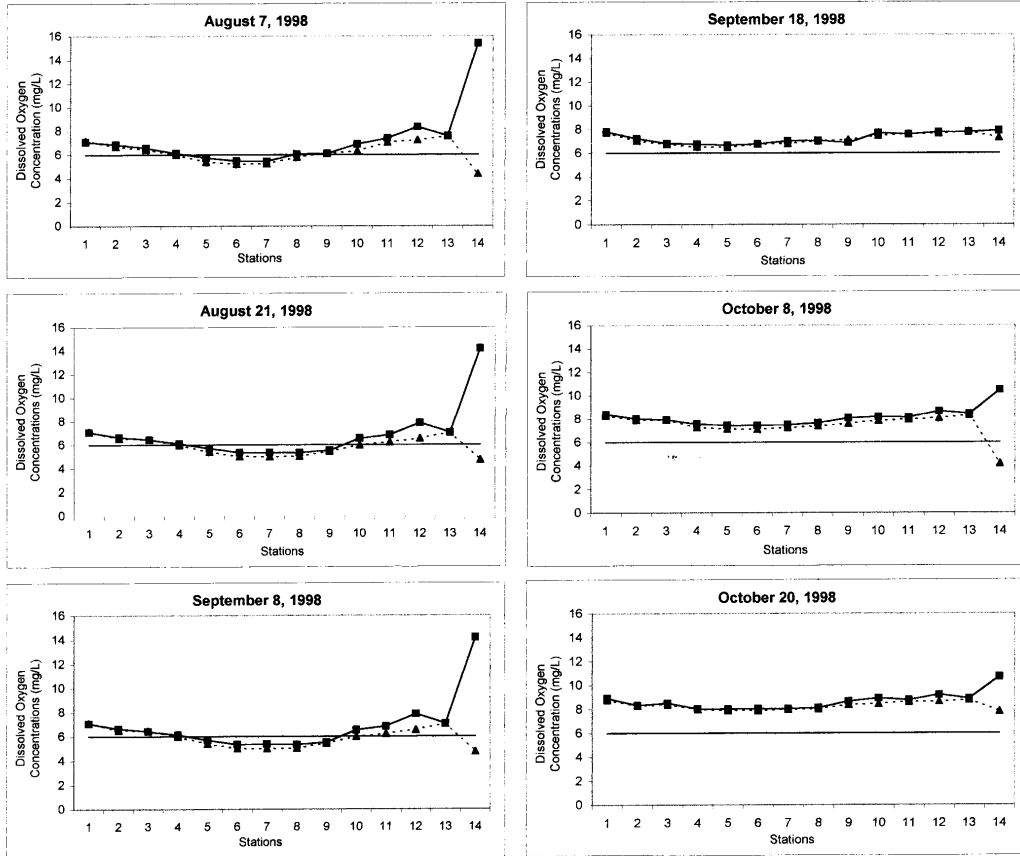 August 7, 1998
Dissolved Oxygen
Concentration (mg/L)
16
14
12
10
8
6
4
2
0
1 2 3 4 5 6 7 8 9 10 11 12 13 14
Stations
September 18, 1998
Dissolved Oxygen
Concentrations (mg/L)
16
14
12
10
8
6
4
2
0
1 2 3 4 5 6 7 8 9 10 11 12 13 14
Stations
August 21, 1998
Dissolved Oxygen
Concentrations (mg/L)
16
14
12
10
8
6
4
2
0
1 2 3 4 5 6 7 8 9 10 11 12 13 14
Stations
October 8, 1998
Dissolved Oxygen
Concentrations (mg/L)
16
14
12
10
8
6
4
2
0
1 2 3 4 5 6 7 8 9 10 11 12 13 14
Stations
September 8, 1998
Dissolved Oxygen
Concentrations (mg/L)
16
14
12
10
8
6
4
2
0
1 2 3 4 5 6 7 8 9 10 11 12 13 14
Stations
October 20, 1998
Dissolved Oxygen
Concentrations (mg/L)
16
14
12
10
8
6
4
2
0
1 2 3 4 5 6 7 8 9 10 11 12 13 14
Stations